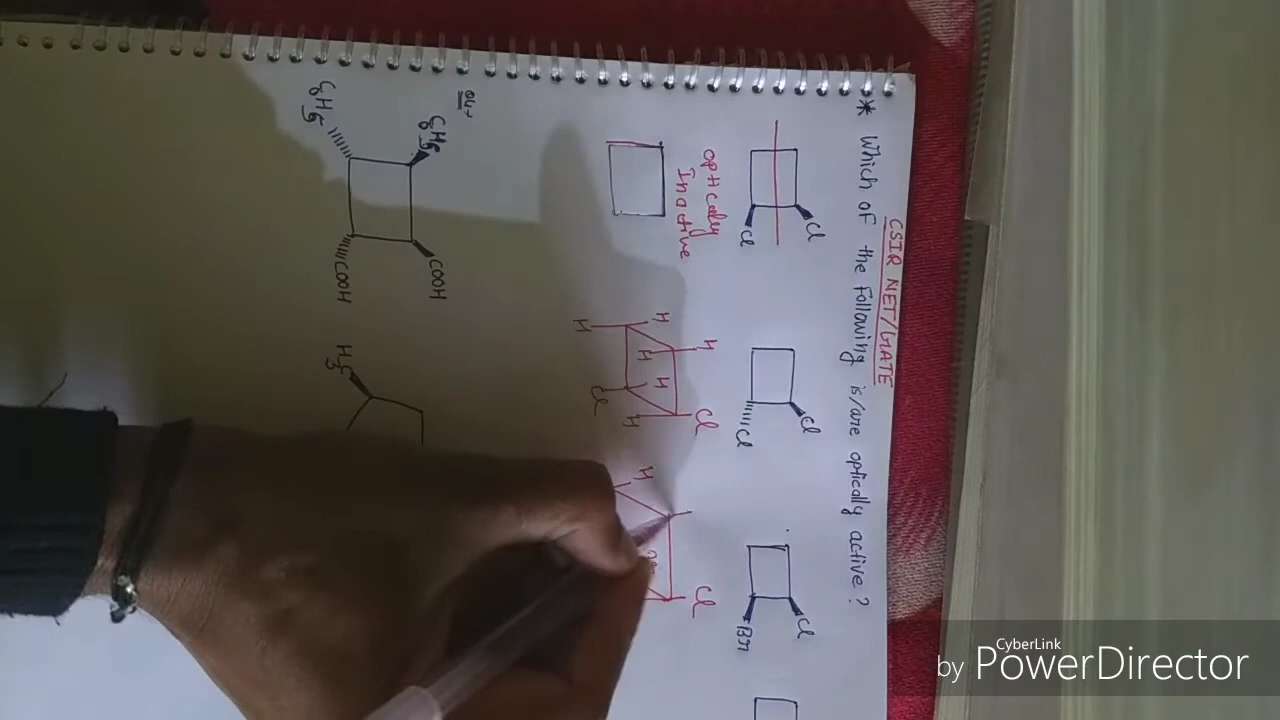 CSIR NET/GATE
* Which of the following is/are optically active?
Cl
Cl
Cl
Cl
Cl
Br
optically
Inactive
H
H
H
H
H
H
Cl
Cl
H
Cl
Que
C6H5
COOH
C6H5
COOH
H3C
CyberLink
by PowerDirector